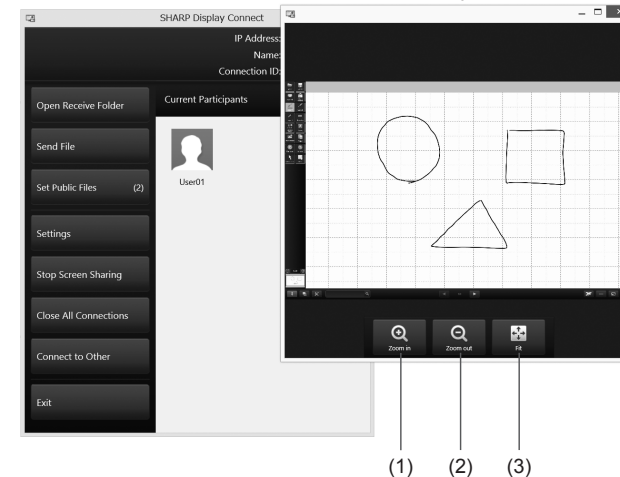 SHARP Display Connect
IP Address:
Name:
Connection ID:
Open Receive Folder
Send File
Set Public Files (2)
Settings
Stop Screen Sharing
Close All Connections
Connect to Other
Exit
Current Participants
User01
Zoom in
Zoom out
Fit
(1)
(2)
(3)